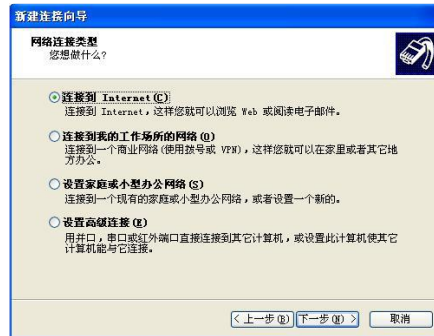 新建连接向导
网络连接类型
您想做什么?
连接到 Internet(C)
连接到 Internet，这样您就可以浏览 Web 或阅读电子邮件。
连接到我的工作场所的网络(O)
连接到一个商业网络(使用拨号或 VPN)，这样您就可以在家里或者其它地
方办公。
设置家庭或小型办公网络(S)
连接到一个现有的家庭或小型办公网络，或者设置一个新的。
设置高级连接(E)
用并口，串口或红外端口直接连接到其它计算机，或设置此计算机使其它
计算机能与它连接。
< 上一步(B) 下一步(N) > 取消